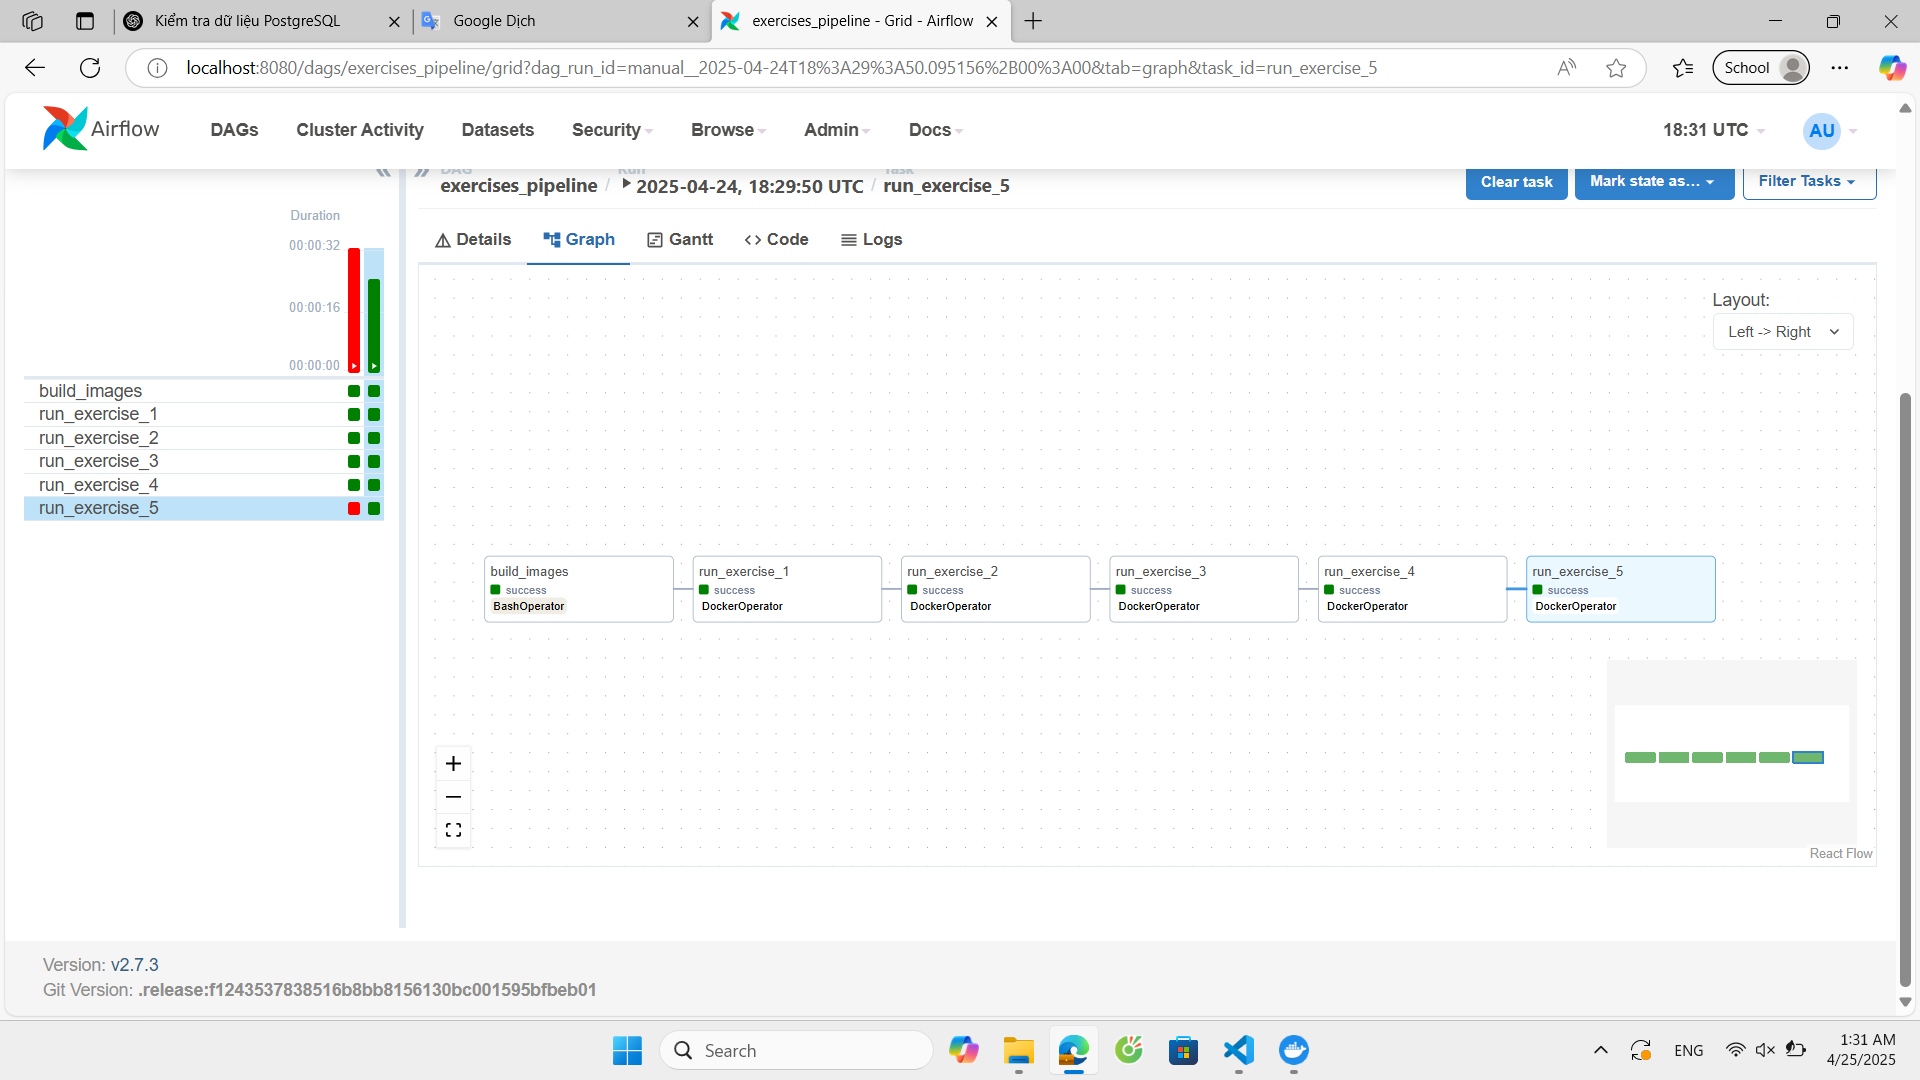 Kiểm tra dữ liệu PostgreSQL
Google Dịch
exercises_pipeline - Grid - Airflow
localhost:8080/dags/exercises_pipeline/grid?dag_run_id=manual__2025-04-24T18%3A29%3A50.095156%2B00%3A00&tab=graph&task_id=run_exercise_5
School
Airflow
DAGs
Cluster Activity
Datasets
Security
Browse
Admin
Docs
18:31 UTC
AU
DAG
Run
Task
exercises_pipeline / 2025-04-24, 18:29:50 UTC / run_exercise_5
Clear task
Mark state as...
Filter Tasks
Duration
00:00:32
00:00:16
00:00:00
build_images
run_exercise_1
run_exercise_2
run_exercise_3
run_exercise_4
run_exercise_5
Details
Graph
Gantt
Code
Logs
Layout:
Left -> Right
build_images
success
BashOperator
run_exercise_1
success
DockerOperator
run_exercise_2
success
DockerOperator
run_exercise_3
success
DockerOperator
run_exercise_4
success
DockerOperator
run_exercise_5
success
DockerOperator
React Flow
Version: v2.7.3
Git Version: .release:f1243537838516b8bb8156130bc001595bfbeb01
Search
ENG
1:31 AM
4/25/2025